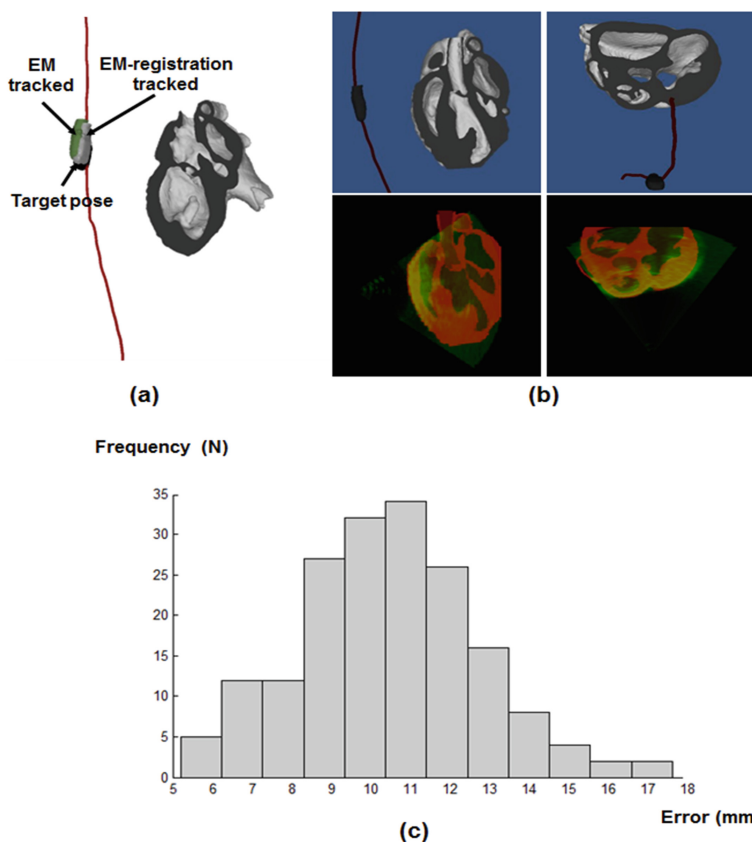 EM
tracked
EM-registration
tracked
Target pose
(a)
(b)
Frequency (N)
35
30
25
20
15
10
5
0
5 6 7 8 9 10 11 12 13 14 15 16 17 18
Error (mm
(c)